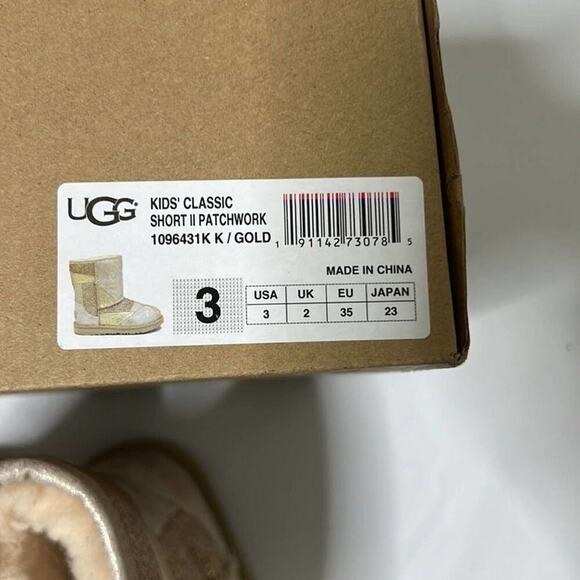 UGG
KIDS' CLASSIC
SHORT II PATCHWORK
1096431K K / GOLD
1 91142 73078 5
MADE IN CHINA
3
USA UK EU JAPAN
3 2 35 23